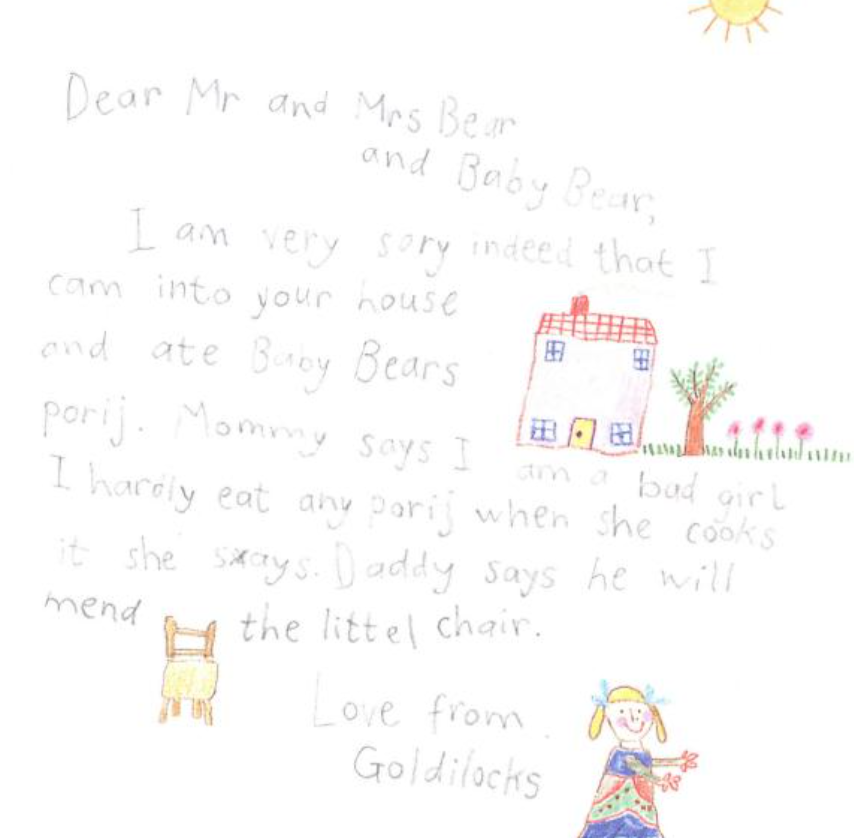 Dear Mr and Mrs Bear
and Baby Bear,
I am very sory indeed that I
cam into your house
and ate Baby Bears
porij. Mommy says I am a bad girl
I hardly eat any porij when she cooks
it she sxays. Daddy says he will
mend the littel chair.
Love from
Goldilocks